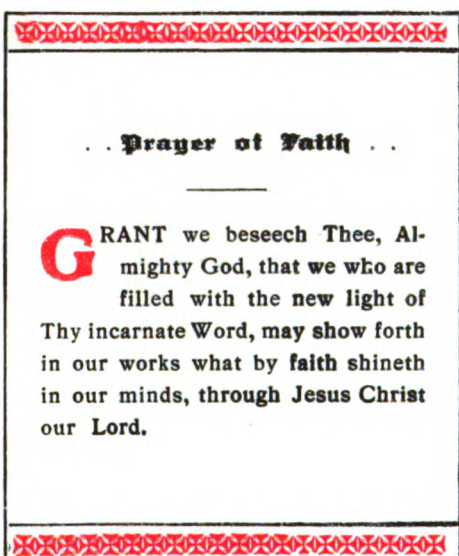 . . Prayer of Faith . .
GRANT we beseech Thee, Al-
mighty God, that we who are
filled with the new light of
Thy incarnate Word, may show forth
in our works what by faith shineth
in our minds, through Jesus Christ
our Lord.